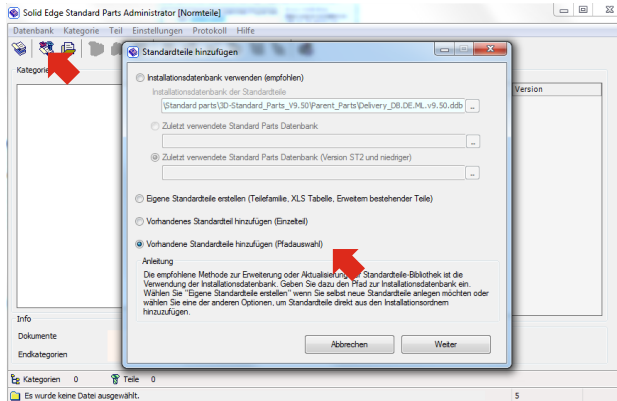 Solid Edge Standard Parts Administrator [Normteile]
Datenbank Kategorie Teil Einstellungen Protokoll Hilfe
Standardteile hinzufügen
Kategorie
Version
Installationsdatenbank verwenden (empfohlen)
Installationsdatenbank der Standardteile
\Standard parts\3D-Standard_Parts_V9.50\Parent_Parts\Delivery_DB.DE.ML.v9.50.ddb
...
Zuletzt verwendete Standard Parts Datenbank
...
Zuletzt verwendete Standard Parts Datenbank (Version ST2 und niedriger)
...
Eigene Standardteile erstellen (Teilefamilie, XLS Tabelle, Erweitern bestehender Teile)
Vorhandenes Standardteil hinzufügen (Einzelteil)
Vorhandene Standardteile hinzufügen (Pfadauswahl)
Anleitung
Die empfohlene Methode zur Erweiterung oder Aktualisierung Standardteile-Bibliothek ist die
Verwendung der Installationsdatenbank. Geben Sie dazu den Pfad zur Installationsdatenbank ein.
Wählen Sie "Eigene Standardteile erstellen" wenn Sie selbst neue Standardteile anlegen möchten oder
wählen Sie eine der anderen Optionen, um Standardteile direkt aus den Installationsordnern
hinzuzufügen.
Abbrechen Weiter
Info
Dokumente
Endkategorien
Kategorien 0 Teile 0
Es wurde keine Datei ausgewählt. 5